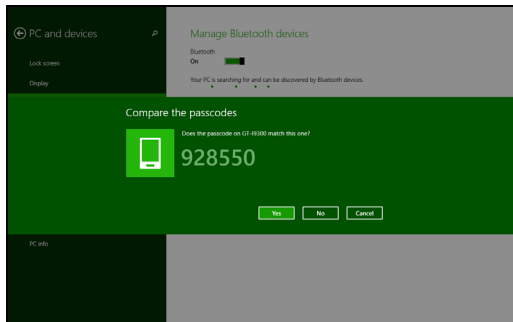 PC and devices
Lock screen
Display
Manage Bluetooth devices
Bluetooth
On
Your PC is searching for and can be discovered by Bluetooth devices.
Compare the passcodes
Does the passcode on GT-I9300 match this one?
928550
Yes No Cancel
PC info